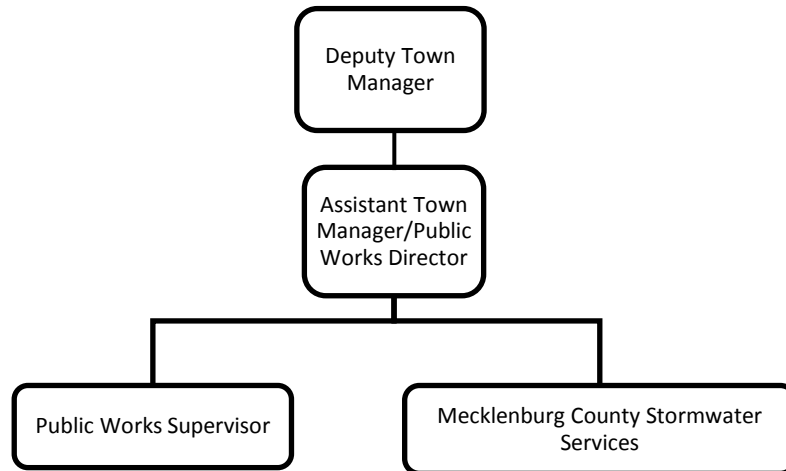 Deputy Town
Manager
Assistant Town
Manager/Public
Works Director
Public Works Supervisor
Mecklenburg County Stormwater
Services